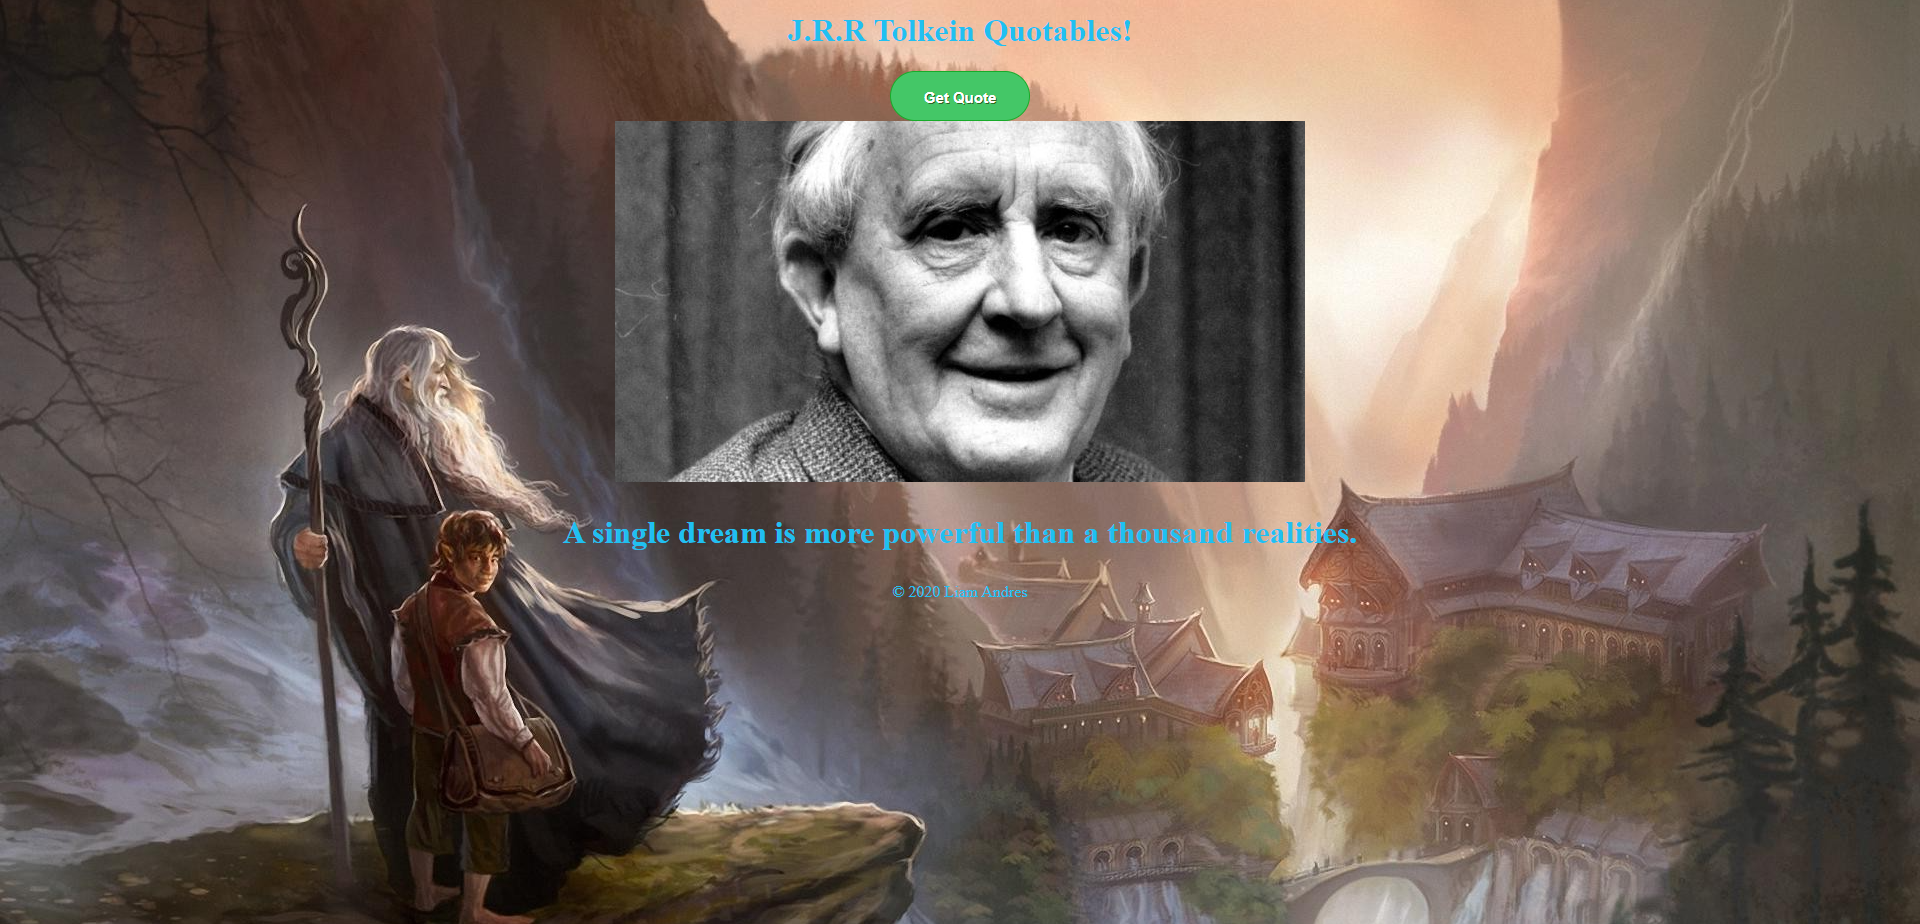 J.R.R Tolkein Quotables!
Get Quote
A single dream is more powerful than a thousand realities.
© 2020 Liam Andres